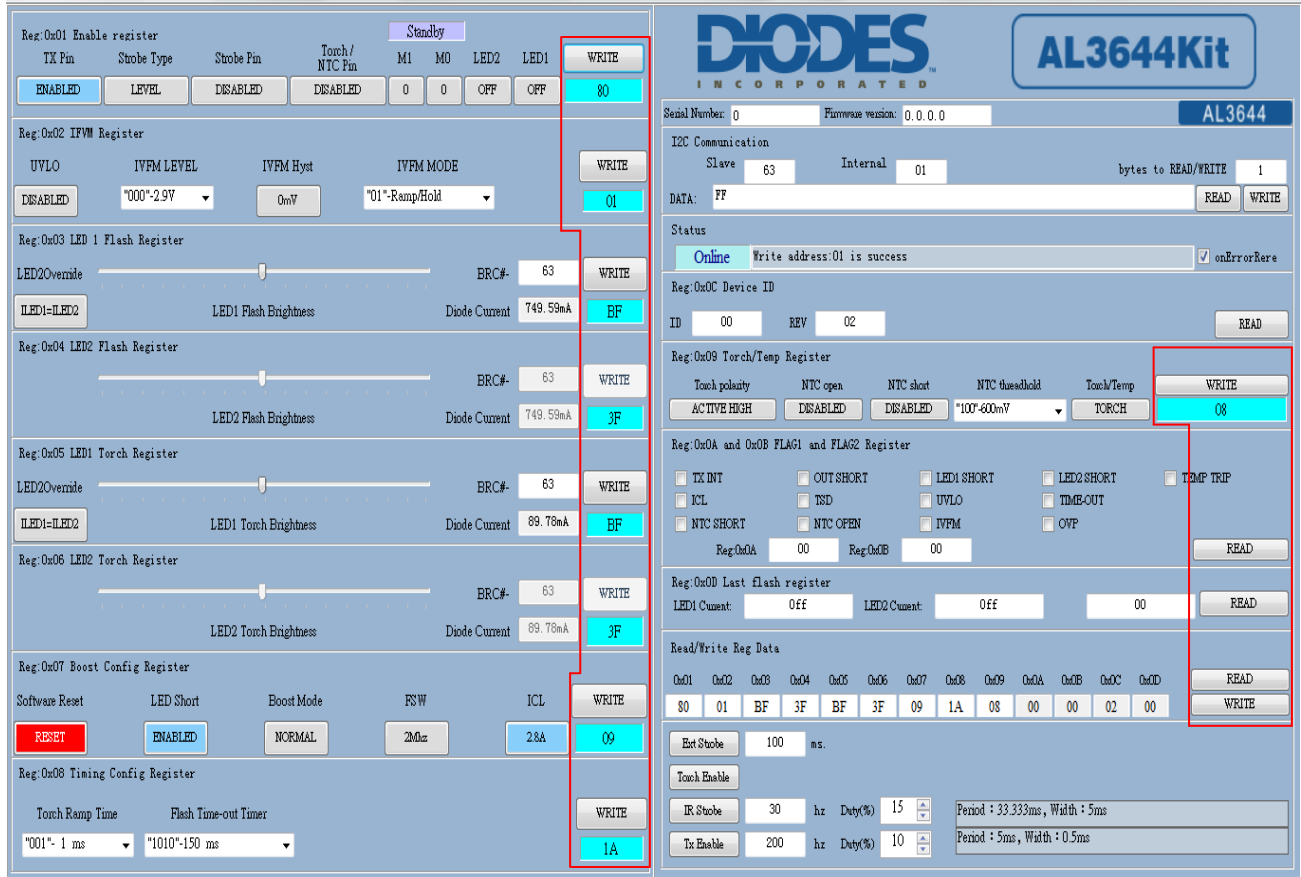 Reg:0x01 Enable register
Standby
TX Pin Strobe Type Strobe Pin Torch / NTC Pin M1 M0 LED2 LED1 WRITE
ENABLED LEVEL DISABLED DISABLED 0 0 OFF OFF 80
Reg:0x02 IFVM Register
UVLO IVFM LEVEL IVFM Hyst IVFM MODE WRITE
DISABLED "000"-2.9V 0mV "01"-Ramp/Hold 01
Reg:0x03 LED 1 Flash Register
LED2Override BRC#- 63 WRITE
ILED1=ILED2 LED1 Flash Brightness Diode Current 749.59mA BF
Reg:0x04 LED2 Flash Register
BRC#- 63 WRITE
LED2 Flash Brightness Diode Current 749.59mA 3F
Reg:0x05 LED1 Torch Register
LED2Override BRC#- 63 WRITE
ILED1=ILED2 LED1 Torch Brightness Diode Current 89.78mA BF
Reg:0x06 LED2 Torch Register
BRC#- 63 WRITE
LED2 Torch Brightness Diode Current 89.78mA 3F
Reg:0x07 Boost Config Register
Software Reset LED Short Boost Mode FSW ICL WRITE
RESET ENABLED NORMAL 2Mhz 2.8A 09
Reg:0x08 Timing Config Register
Torch Ramp Time Flash Time-out Timer WRITE
"001"- 1 ms "1010"-150 ms 1A
DIODES
INCORPORATED
AL3644Kit
Serial Number: 0 Firmware version: 0.0.0.0 AL3644
I2C Communication
Slave 63 Internal 01 bytes to READ/WRITE 1
DATA: FF READ WRITE
Status
Online Write address:01 is success onErrorRere
Reg:0x0C Device ID
ID 00 REV 02 READ
Reg:0x09 Torch/Temp Register
Torch polarity NTC open NTC short NTC threadhold Torch/Temp WRITE
ACTIVE HIGH DISABLED DISABLED "100"-600mV TORCH 08
Reg:0x0A and 0x0B FLAG1 and FLAG2 Register
TX INT OUT SHORT LED1 SHORT LED2 SHORT TEMP TRIP
ICL TSD UVLO TIME-OUT
NTC SHORT NTC OPEN IVFM OVP
Reg:0x0A 00 Reg:0x0B 00 READ
Reg:0x0D Last flash register
LED1 Current: Off LED2 Current: Off 00 READ
Read/Write Reg Data
0x01 0x02 0x03 0x04 0x05 0x06 0x07 0x08 0x09 0x0A 0x0B 0x0C 0x0D READ
80 01 BF 3F BF 3F 09 1A 08 00 00 02 00 WRITE
Ext Strobe 100 ms.
Torch Enable
IR Strobe 30 hz Duty(%) 15 Period：33.333ms, Width：5ms
Tx Enable 200 hz Duty(%) 10 Period：5ms, Width：0.5ms